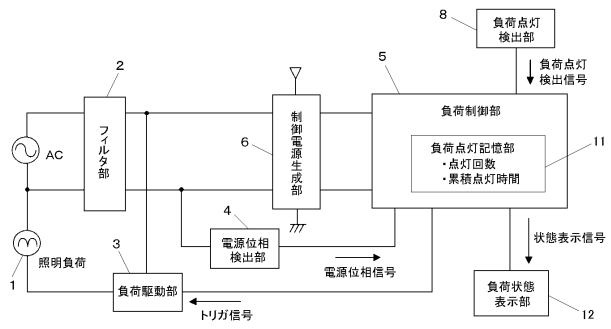 8
負荷点灯
検出部
2
5
負荷点灯
検出信号
フィルタ部
6
制御電源生成部
負荷制御部
11
負荷点灯記憶部
・点灯回数
・累積点灯時間
AC
4
電源位相
検出部
状態表示信号
電源位相信号
1
照明負荷
3
負荷駆動部
トリガ信号
負荷状態
表示部
12